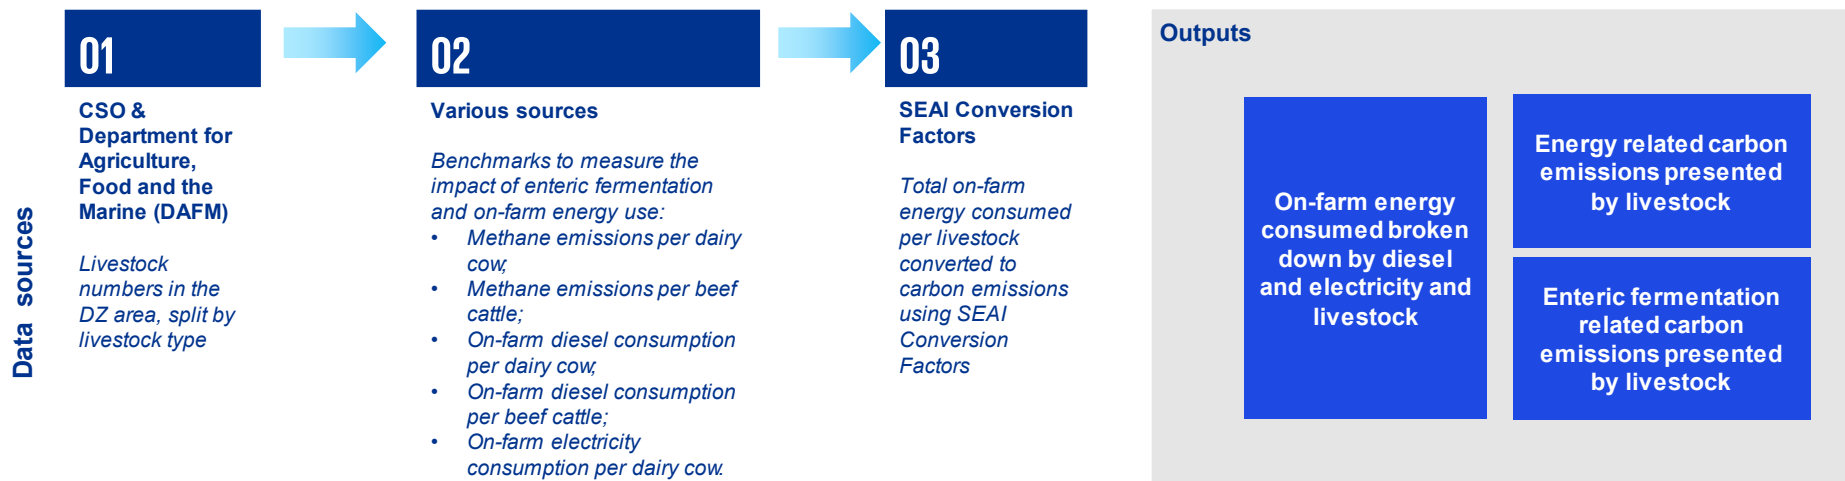 Data sources
01
CSO &
Department for
Agriculture,
Food and the
Marine (DAFM)
Livestock
numbers in the
DZ area, split by
livestock type
02
Various sources
Benchmarks to measure the
impact of enteric fermentation
and on-farm energy use:
• Methane emissions per dairy
cow;
• Methane emissions per beef
cattle;
• On-farm diesel consumption
per dairy cow;
• On-farm diesel consumption
per beef cattle;
• On-farm electricity
consumption per dairy cow.
03
SEAI Conversion
Factors
Total on-farm
energy consumed
per livestock
converted to
carbon emissions
using SEAI
Conversion
Factors
Outputs
On-farm energy
consumed broken
down by diesel
and electricity and
livestock
Energy related carbon
emissions presented
by livestock
Enteric fermentation
related carbon
emissions presented
by livestock